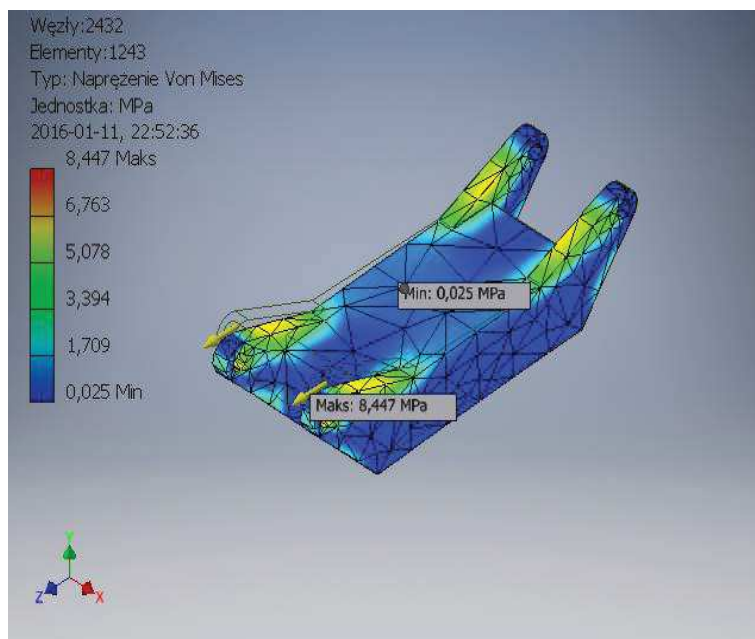 Węzły:2432
Elementy:1243
Typ: Naprężenie Von Mises
Jednostka: MPa
2016-01-11, 22:52:36
8,447 Maks
6,763
5,078
3,394
1,709
0,025 Min
Min: 0,025 MPa
Maks: 8,447 MPa
Y
Z
X